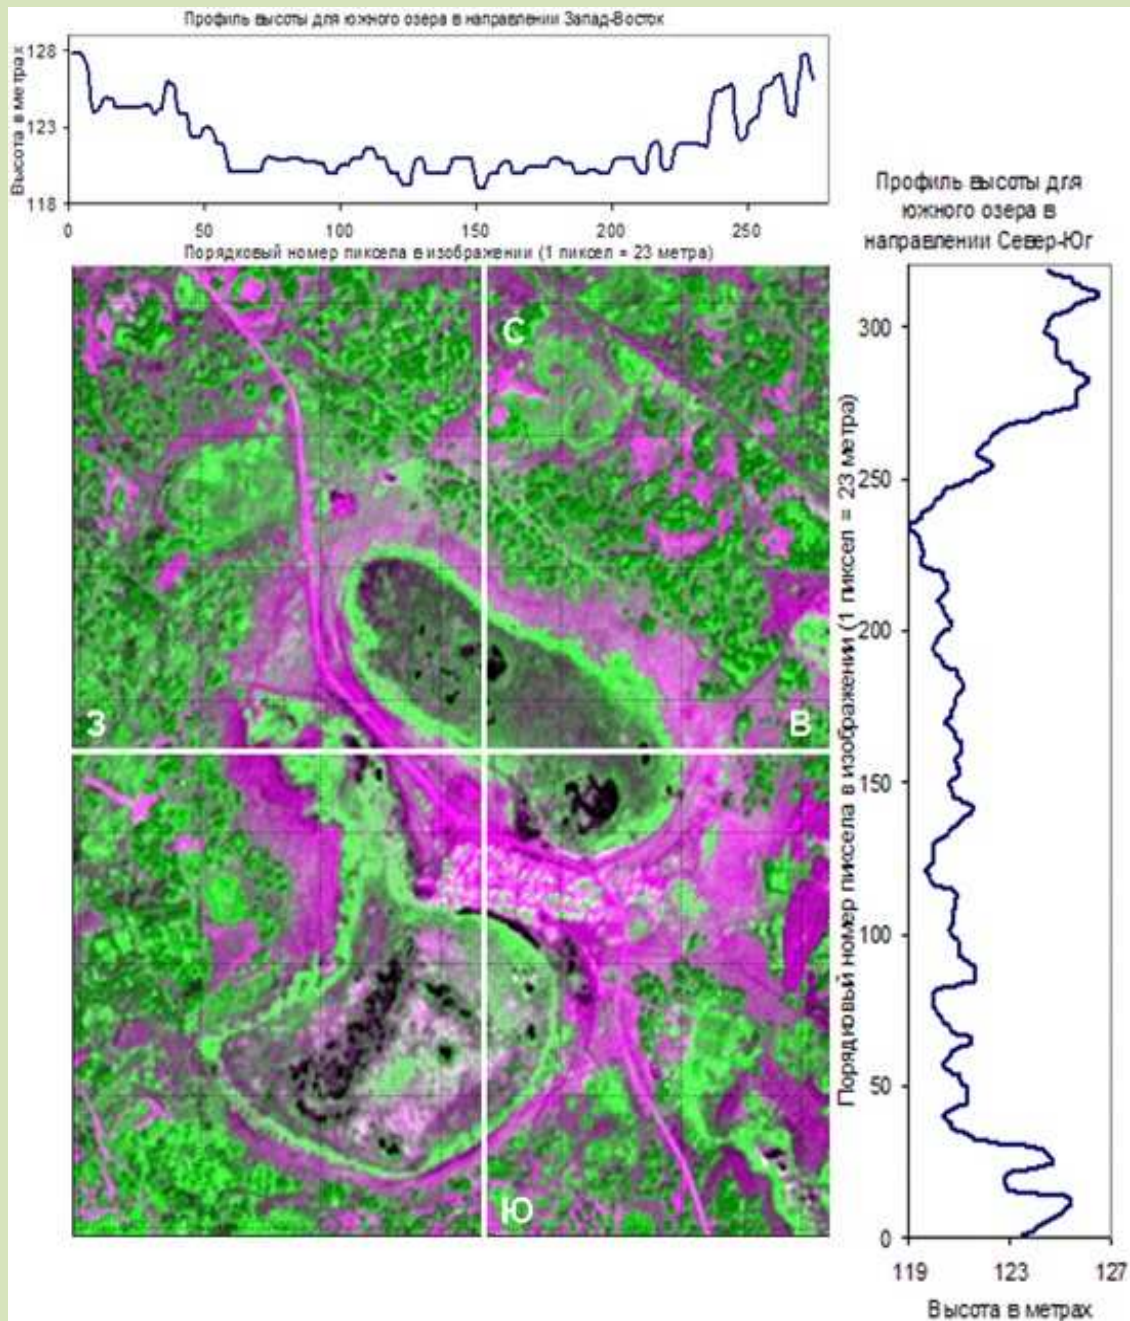 Профиль высоты для южного озера в направлении Запад-Восток
Высота в метрах
128
123
118
0 50 100 150 200 250
Порядковый номер пиксела в изображении (1 пиксел = 23 метра)
С
З
В
Ю
Профиль высоты для
южного озера в
направлении Север-Юг
Порядковый номер пиксела в изображении (1 пиксел = 23 метра)
300
250
200
150
100
50
0
119 123 127
Высота в метрах